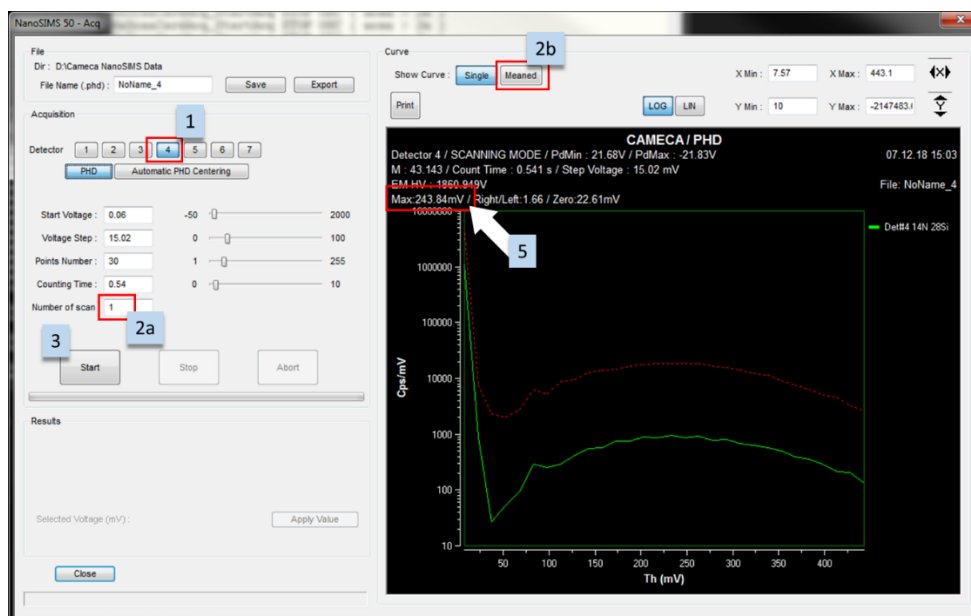 NanoSIMS 50 - Acq
File
Dir : D:\Cameca NanoSIMS Data
File Name (.phd) : NoName_4 Save Export
Acquisition
1
Detector 1 2 3 4 5 6 7
PHD Automatic PHD Centering
Start Voltage : 0.06 -50 2000
Voltage Step : 15.02 0 100
Points Number : 30 1 255
Counting Time : 0.54 0 10
Number of scan 1
2a
3
Start Stop Abort
Results
Selected Voltage (mV) : Apply Value
Close
Curve
2b
Show Curve : Single Meaned X Min : 7.57 X Max : 443.1
Print LOG LIN Y Min : 10 Y Max : -2147483.(
CAMECA / PHD
Detector 4 / SCANNING MODE / PdMin : 21.68V / PdMax : -21.83V 07.12.18 15:03
M : 43.143 / Count Time : 0.541 s / Step Voltage : 15.02 mV
EM HV : 1860.949V File: NoName_4
Max:243.84mV / Right/Left:1.66 / Zero:22.61mV
5
Det#4 14N 28Si
10000000
1000000
100000
10000
1000
100
10
Cps/mV
50 100 150 200 250 300 350 400
Th (mV)